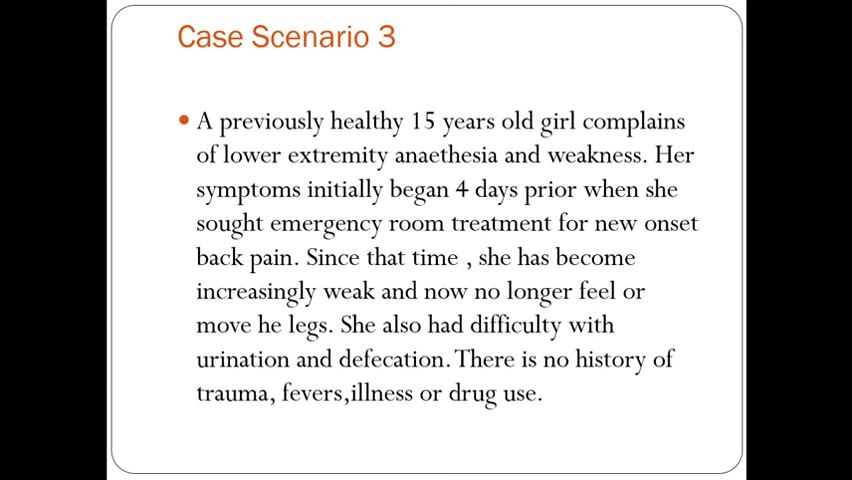 Case Scenario 3
• A previously healthy 15 years old girl complains
of lower extremity anaethesia and weakness. Her
symptoms initially began 4 days prior when she
sought emergency room treatment for new onset
back pain. Since that time , she has become
increasingly weak and now no longer feel or
move he legs. She also had difficulty with
urination and defecation. There is no history of
trauma, fevers,illness or drug use.